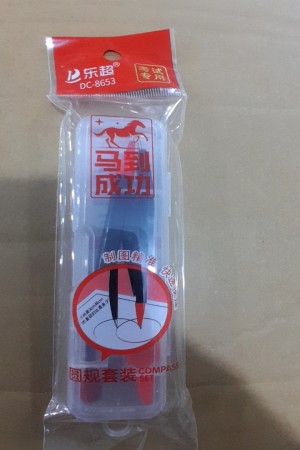 乐超®
DC-8653
考试
专用
马到
成功
制图精准
圆规套装
COMPASS
SET